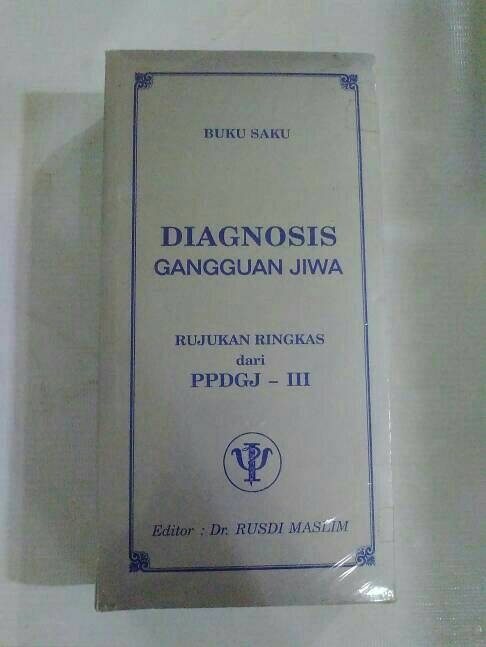 BUKU SAKU
DIAGNOSIS
GANGGUAN JIWA
RUJUKAN RINGKAS
dari
PPDGJ – III
Editor : Dr. RUSDI MASLIM